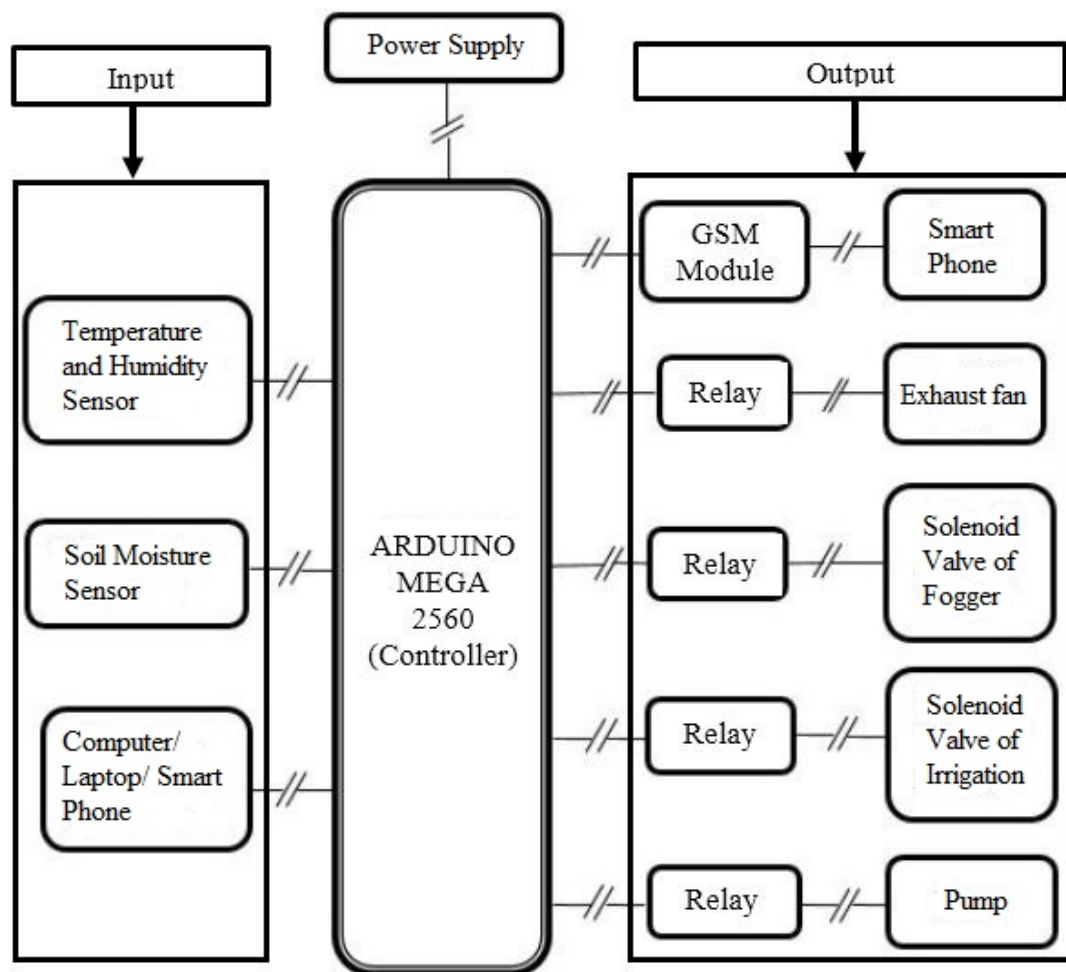 Power Supply
Input
Output
Temperature
and Humidity
Sensor
Soil Moisture
Sensor
Computer/
Laptop/ Smart
Phone
ARDUINO
MEGA
2560
(Controller)
GSM
Module
Smart
Phone
Relay
Exhaust fan
Relay
Solenoid
Valve of
Fogger
Relay
Solenoid
Valve of
Irrigation
Relay
Pump